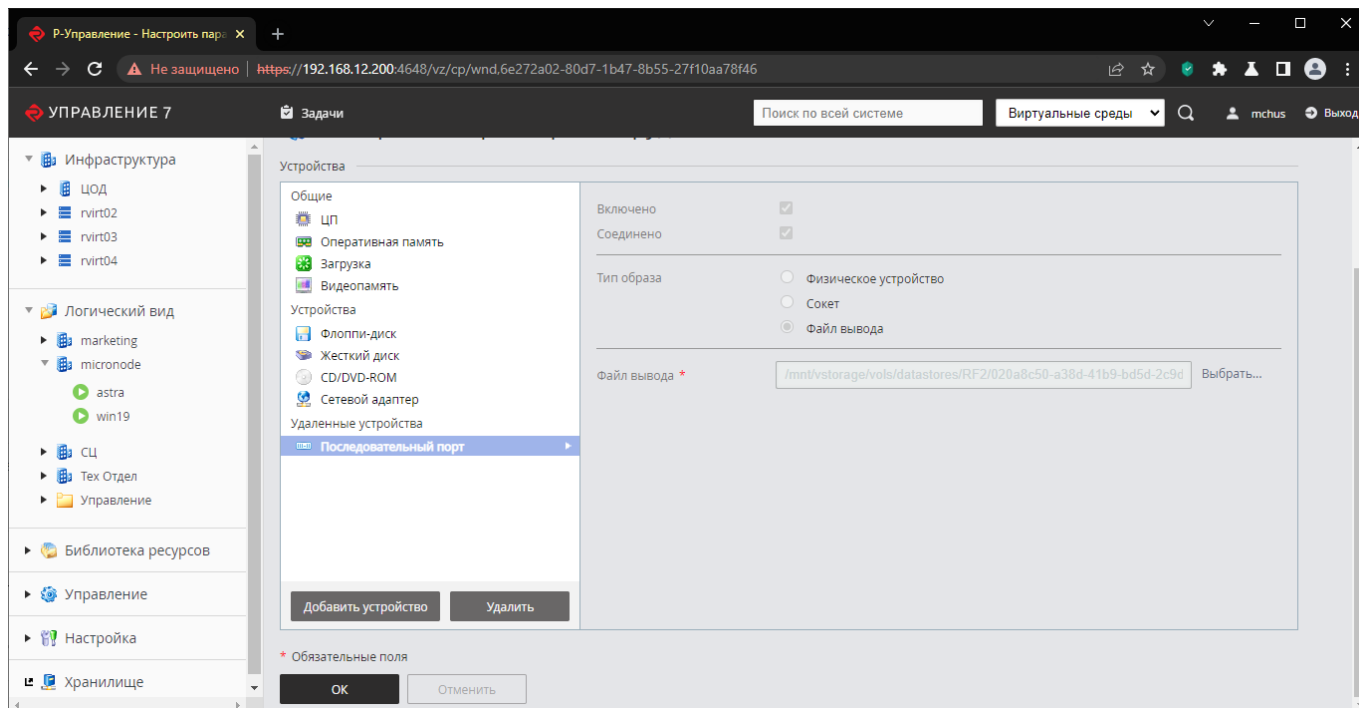 Р-Управление - Настроить пара
Не защищено https://192.168.12.200:4648/vz/cp/wnd,6e272a02-80d7-1b47-8b55-27f10aa78f46
УПРАВЛЕНИЕ 7
Задачи
Поиск по всей системе
Виртуальные среды
mchus
Выход
Инфраструктура
ЦОД
rvirt02
rvirt03
rvirt04
Логический вид
marketing
micronode
astra
win19
СЦ
Тех Отдел
Управление
Библиотека ресурсов
Управление
Настройка
Хранилище
Устройства
Общие
ЦП
Оперативная память
Загрузка
Видеопамять
Устройства
Флоппи-диск
Жесткий диск
CD/DVD-ROM
Сетевой адаптер
Удаленные устройства
Последовательный порт
Добавить устройство
Удалить
Включено
Соединено
Тип образа
Физическое устройство
Сокет
Файл вывода
Файл вывода *
/mnt/vstorage/vols/datastores/RF2/020a8c50-a38d-41b9-bd5d-2c9d
Выбрать...
* Обязательные поля
ОК
Отменить